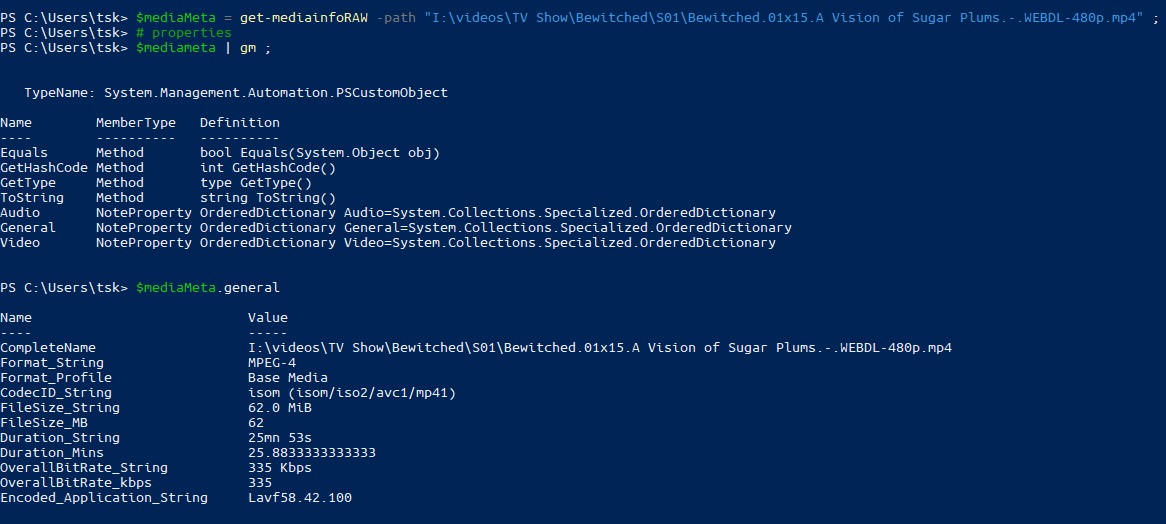 PS C:\Users\tsk> $mediaMeta = get-mediainfoRAW -path "I:\videos\TV Show\Bewitched\S01\Bewitched.01x15.A Vision of Sugar Plums.-.WEBDL-480p.mp4" ;
PS C:\Users\tsk> # properties
PS C:\Users\tsk> $mediameta | gm ;
TypeName: System.Management.Automation.PSCustomObject
Name MemberType Definition
---- ---------- ----------
Equals Method bool Equals(System.Object obj)
GetHashCode Method int GetHashCode()
GetType Method type GetType()
ToString Method string ToString()
Audio NoteProperty OrderedDictionary Audio=System.Collections.Specialized.OrderedDictionary
General NoteProperty OrderedDictionary General=System.Collections.Specialized.OrderedDictionary
Video NoteProperty OrderedDictionary Video=System.Collections.Specialized.OrderedDictionary
PS C:\Users\tsk> $mediaMeta.general
Name Value
---- -----
CompleteName I:\videos\TV Show\Bewitched\S01\Bewitched.01x15.A Vision of Sugar Plums.-.WEBDL-480p.mp4
Format_String MPEG-4
Format_Profile Base Media
CodecID_String isom (isom/iso2/avc1/mp41)
FileSize_String 62.0 MiB
FileSize_MB 62
Duration_String 25mn 53s
Duration_Mins 25.8833333333333
OverallBitRate_String 335 Kbps
OverallBitRate_kbps 335
Encoded_Application_String Lavf58.42.100